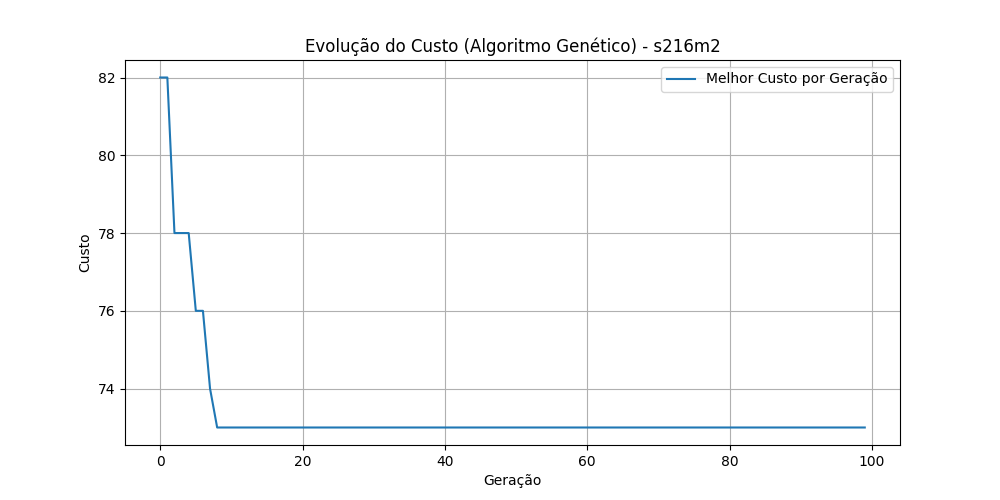 Evolução do Custo (Algoritmo Genético) - s216m2
Melhor Custo por Geração
82
80
78
76
74
Custo
0 20 40 60 80 100
Geração